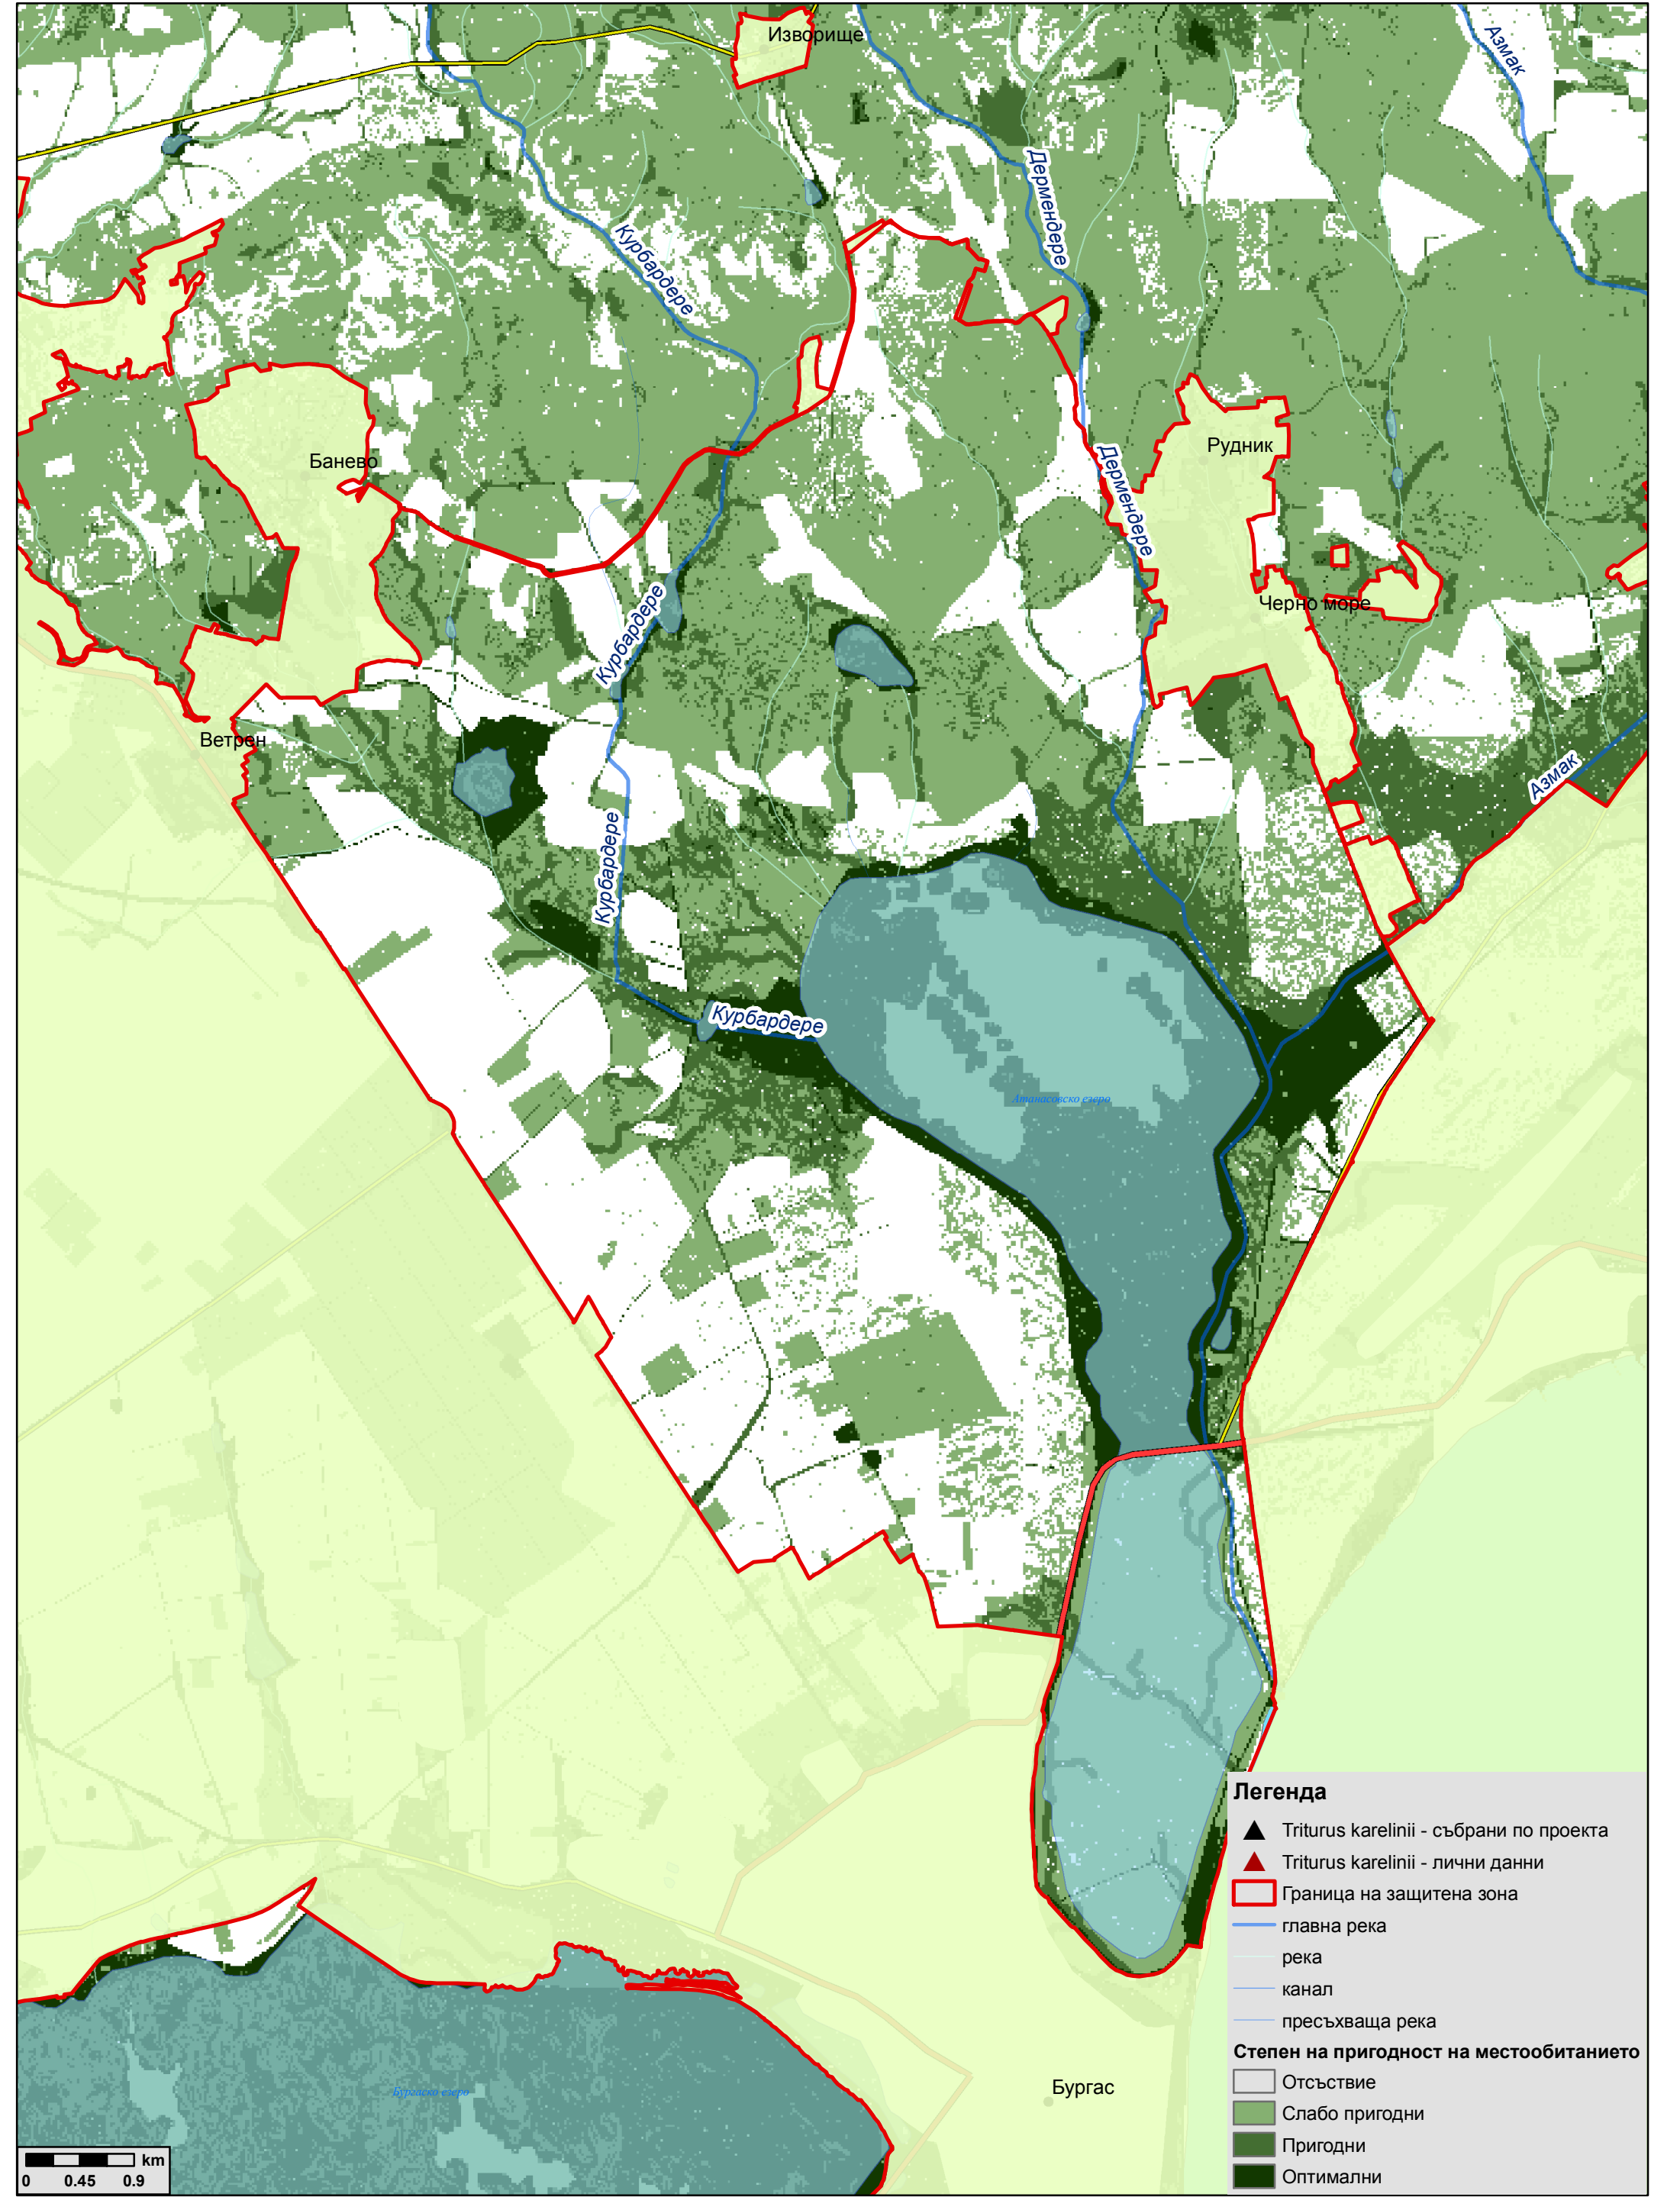 Изворище
Азмак
Дермендере
Курбардере
Банево
Рудник
Дермендере
Черно море
Курбардере
Ветрен
Азмак
Курбардере
Курбардере
Атанасовско езеро
Бургаско езеро
Бургас
Легенда
Triturus karelinii - събрани по проекта
Triturus karelinii - лични данни
Граница на защитена зона
главна река
река
канал
пресъхваща река
Степен на пригодност на местообитанието
Отсъствие
Слабо пригодни
Пригодни
Оптимални
km
0 0.45 0.9